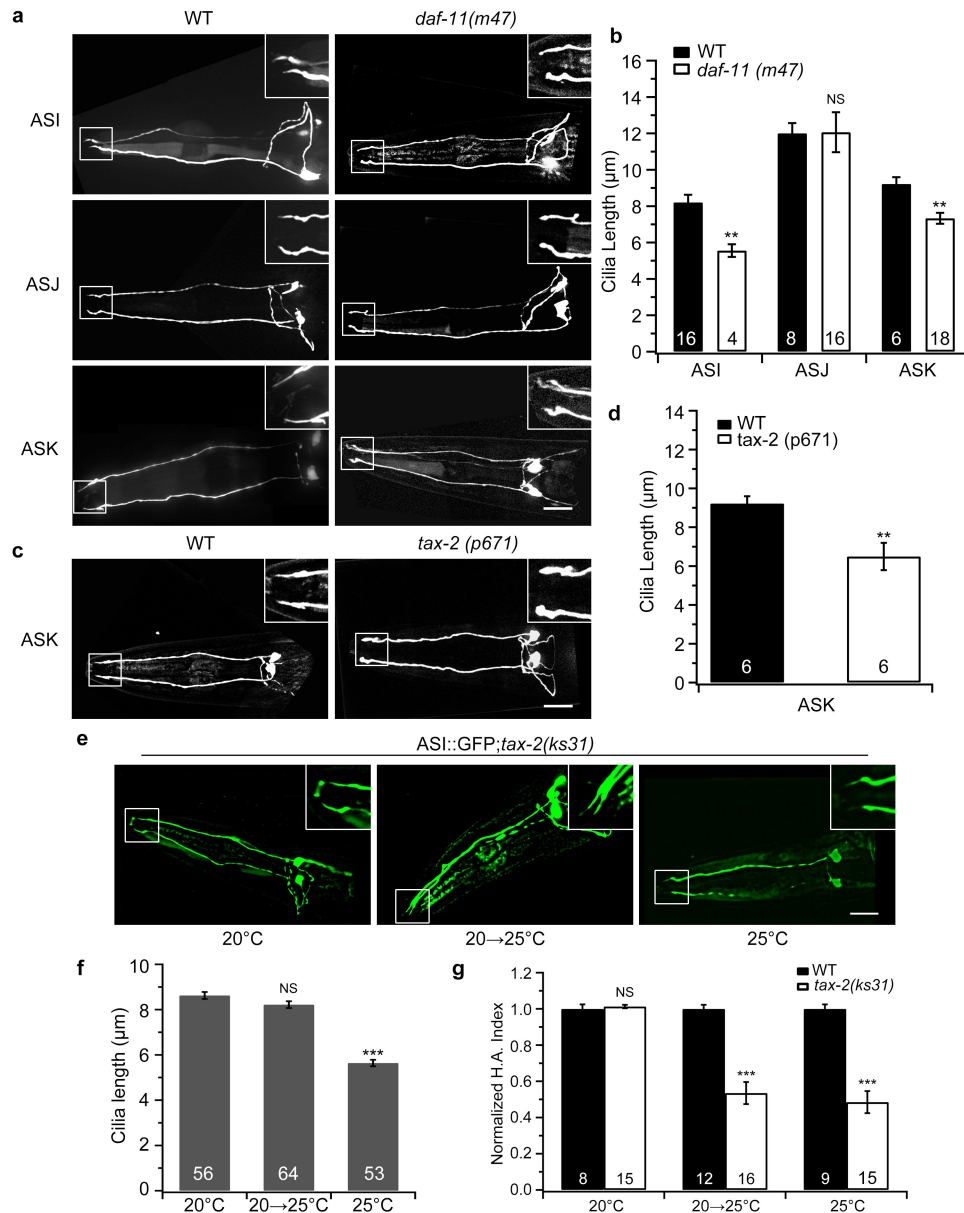 a
WT
daf-11(m47)
ASI
ASJ
ASK
b
WT
daf-11 (m47)
Cilia Length (µm)
16
14
12
10
8
6
4
2
0
**
NS
**
16
4
8
16
6
18
ASI
ASJ
ASK
c
WT
tax-2 (p671)
ASK
d
WT
tax-2 (p671)
Cilia Length (µm)
14
12
10
8
6
4
2
0
**
6
6
ASK
e
ASI::GFP;tax-2(ks31)
20°C
20→25°C
25°C
f
Cilia length (µm)
10
8
6
4
2
0
NS
***
56
64
53
20°C
20→25°C
25°C
g
WT
tax-2(ks31)
Normalized H.A. Index
1.2
1.0
0.8
0.6
0.4
0.2
0.0
NS
***
***
8
15
12
16
9
15
20°C
20→25°C
25°C